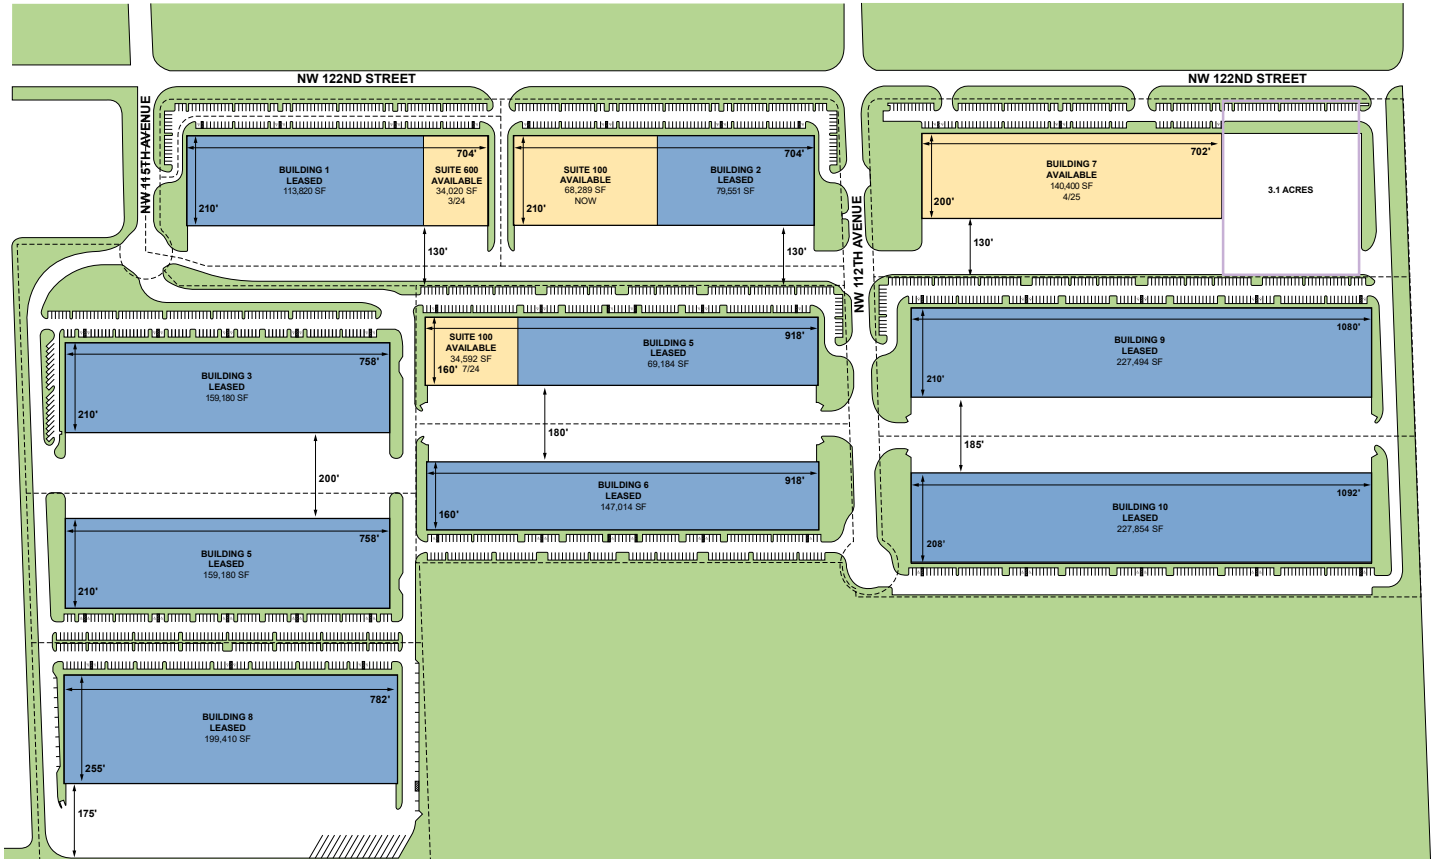 NW 122ND STREET
NW 122ND STREET
NW 115TH AVENUE
NW 112TH AVENUE
704'
BUILDING 1
LEASED
113,820 SF
210'
SUITE 600
AVAILABLE
34,020 SF
3/24
130'
704'
SUITE 100
AVAILABLE
68,289 SF
NOW
210'
BUILDING 2
LEASED
79,551 SF
130'
702'
BUILDING 7
AVAILABLE
140,400 SF
4/25
200'
130'
3.1 ACRES
758'
BUILDING 3
LEASED
159,180 SF
210'
200'
918'
SUITE 100
AVAILABLE
34,592 SF
160' 7/24
BUILDING 5
LEASED
69,184 SF
180'
1080'
BUILDING 9
LEASED
227,494 SF
210'
185'
758'
BUILDING 5
LEASED
159,180 SF
210'
918'
BUILDING 6
LEASED
147,014 SF
160'
1092'
BUILDING 10
LEASED
227,854 SF
208'
782'
BUILDING 8
LEASED
199,410 SF
255'
175'